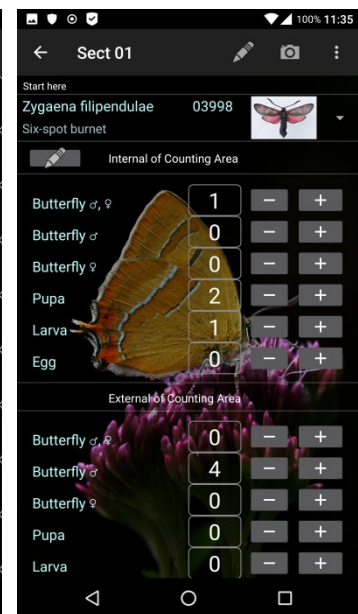 100% 11:35
Sect 01
Start here
Zygaena filipendulae 03998
Six-spot burnet
Internal of Counting Area
Butterfly ♂, ♀ 1
Butterfly ♂ 0
Butterfly ♀ 0
Pupa 2
Larva 1
Egg 0
External of Counting Area
Butterfly ♂, ♀ 0
Butterfly ♂ 4
Butterfly ♀ 0
Pupa 0
Larva 0